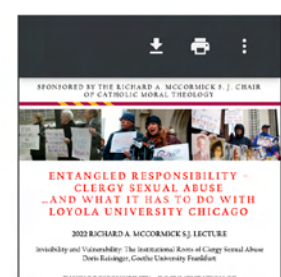 SPONSORED BY THE RICHARD A. MCCORMICK S. J. CHAIR
OF CATHOLIC MORAL THEOLOGY
ENTANGLED RESPONSIBILITY –
CLERGY SEXUAL ABUSE
...AND WHAT IT HAS TO DO WITH
LOYOLA UNIVERSITY CHICAGO
2022 RICHARD A. MCCORMICK S.J. LECTURE
Invisibility and Vulnerability: The Institutional Roots of Clergy Sexual Abuse
Doris Reisinger, Goethe University Frankfurt